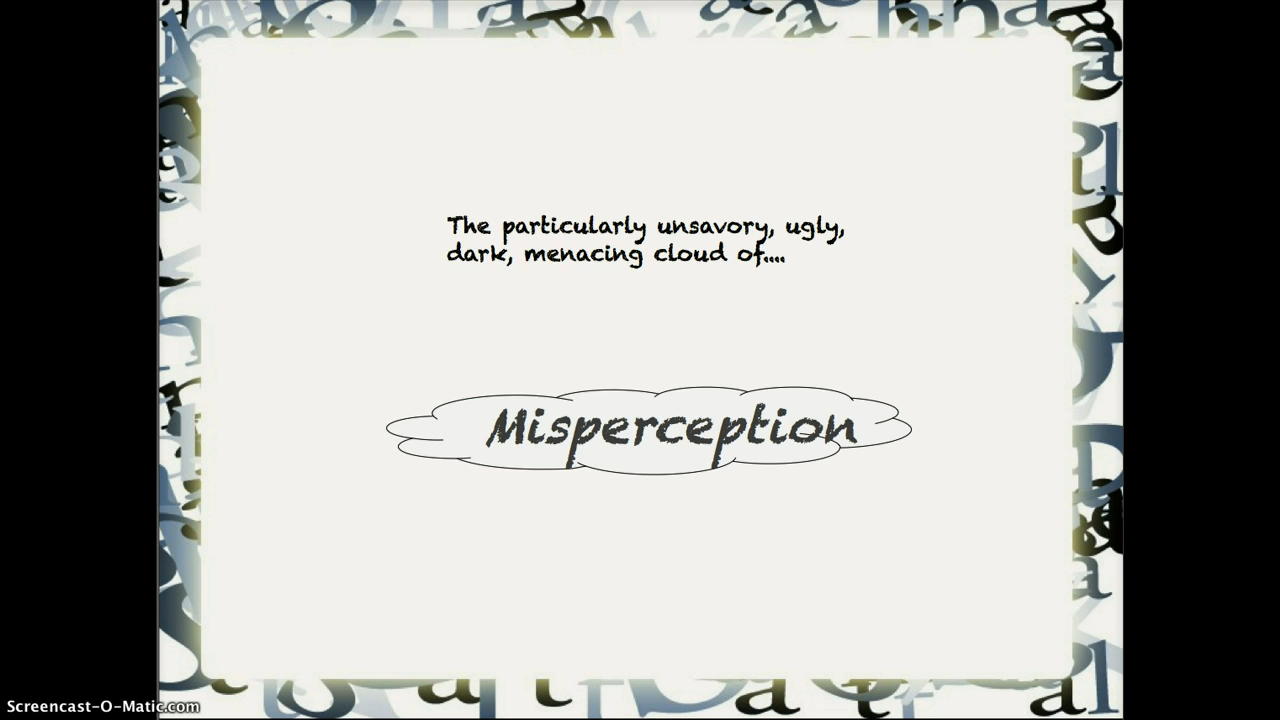 The particularly unsavory, ugly,
dark, menacing cloud of....
Misperception
Screencast-O-Matic.com